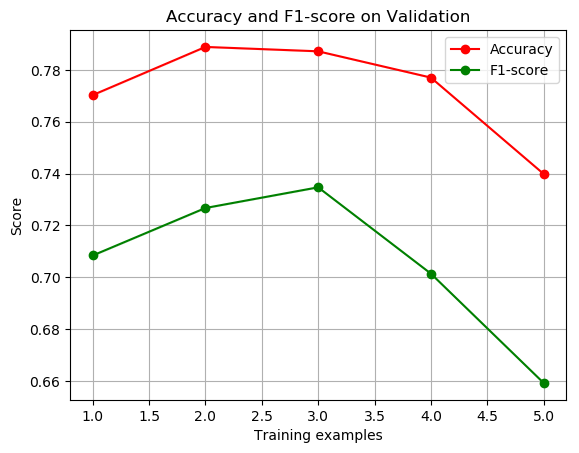 Accuracy and F1-score on Validation
Accuracy
F1-score
Score
0.78
0.76
0.74
0.72
0.70
0.68
0.66
1.0 1.5 2.0 2.5 3.0 3.5 4.0 4.5 5.0
Training examples